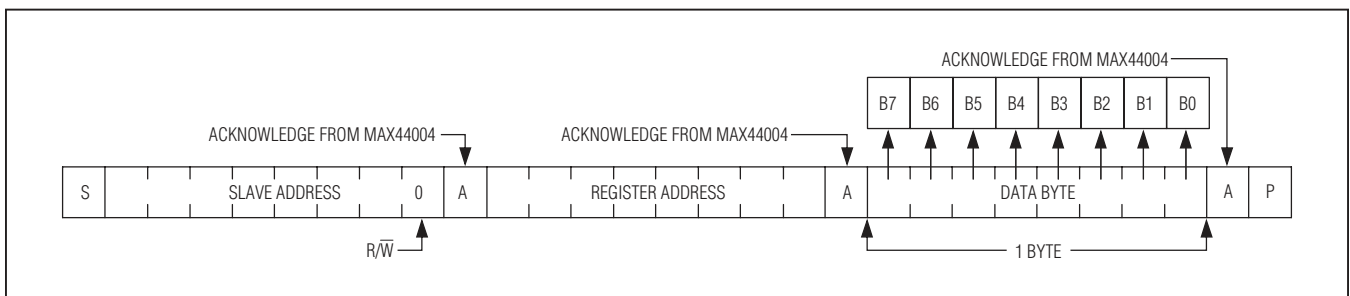 ACKNOWLEDGE FROM MAX44004
B7 B6 B5 B4 B3 B2 B1 B0
ACKNOWLEDGE FROM MAX44004 ACKNOWLEDGE FROM MAX44004
S SLAVE ADDRESS 0 A REGISTER ADDRESS A DATA BYTE A P
R/W̅ 1 BYTE